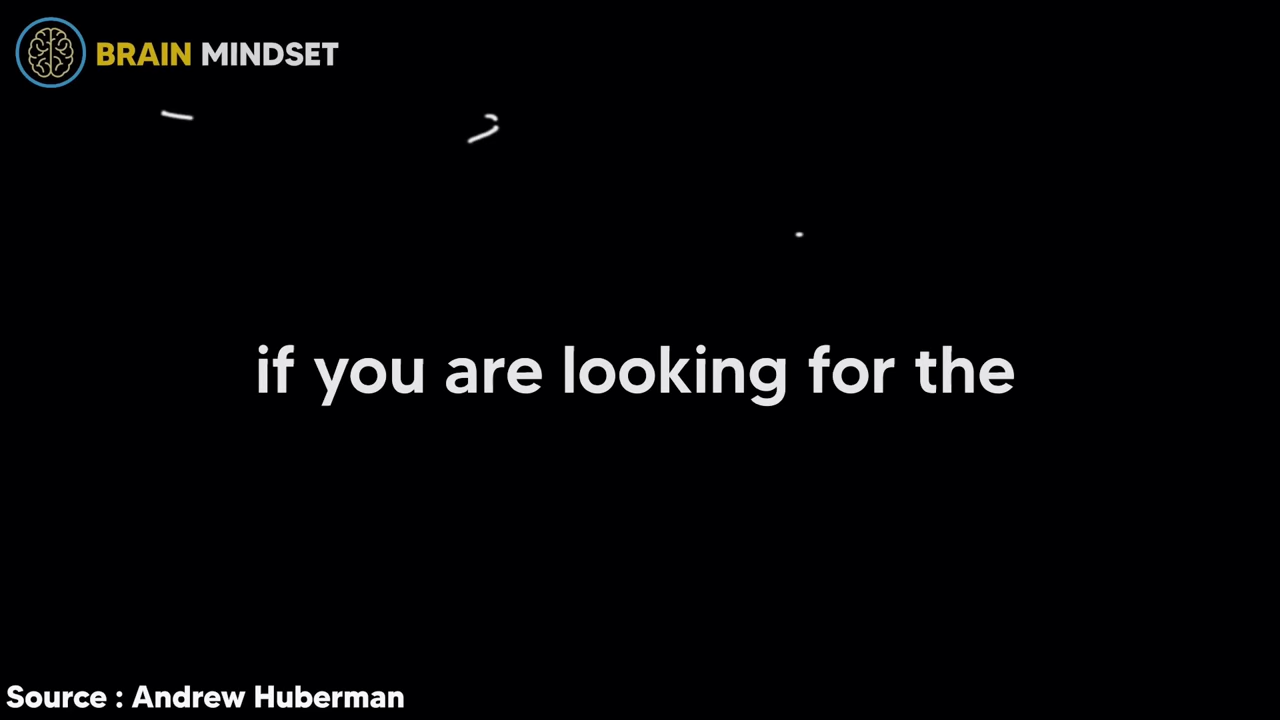 BRAIN MINDSET
if you are looking for the
Source : Andrew Huberman